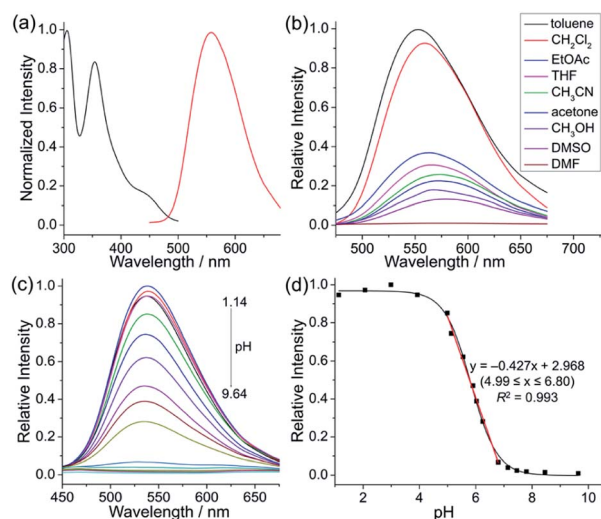 (a)
Normalized Intensity
1.0
0.8
0.6
0.4
0.2
0.0
300 400 500 600
Wavelength / nm
(b)
Relative Intensity
1.0
0.8
0.6
0.4
0.2
0.0
500 550 600 650 700
Wavelength / nm
toluene
CH₂Cl₂
EtOAc
THF
CH₃CN
acetone
CH₃OH
DMSO
DMF
(c)
Relative Intensity
1.0
0.8
0.6
0.4
0.2
0.0
450 500 550 600 650
Wavelength / nm
1.14
pH
9.64
(d)
Relative Intensity
1.0
0.8
0.6
0.4
0.2
0.0
2 4 6 8 10
pH
y = –0.427x + 2.968
(4.99 ≤ x ≤ 6.80)
R² = 0.993